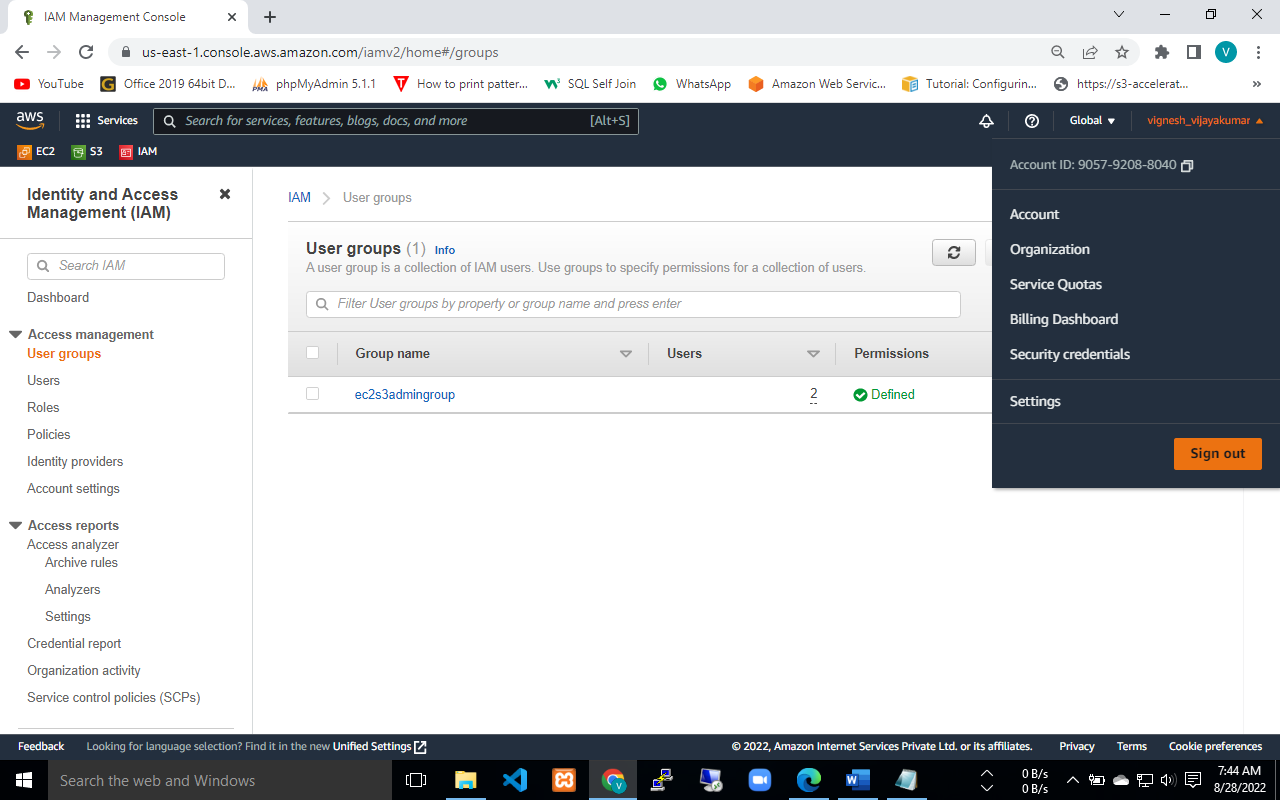 IAM Management Console
us-east-1.console.aws.amazon.com/iamv2/home#/groups
V
YouTube
Office 2019 64bit D...
phpMyAdmin 5.1.1
How to print patter...
SQL Self Join
WhatsApp
Amazon Web Servic...
Tutorial: Configurin...
https://s3-accelerat...
»
aws
Services
Search for services, features, blogs, docs, and more
[Alt+S]
Global
vignesh_vijayakumar
EC2
S3
IAM
Account ID: 9057-9208-8040
Account
Organization
Service Quotas
Billing Dashboard
Security credentials
Settings
Sign out
Identity and Access
Management (IAM)
Search IAM
Dashboard
Access management
User groups
Users
Roles
Policies
Identity providers
Account settings
Access reports
Access analyzer
Archive rules
Analyzers
Settings
Credential report
Organization activity
Service control policies (SCPs)
IAM
User groups
User groups (1) Info
A user group is a collection of IAM users. Use groups to specify permissions for a collection of users.
Filter User groups by property or group name and press enter
Group name
Users
Permissions
ec2s3admingroup
2
Defined
Feedback
Looking for language selection? Find it in the new Unified Settings
© 2022, Amazon Internet Services Private Ltd. or its affiliates.
Privacy
Terms
Cookie preferences
Search the web and Windows
0 B/s
0 B/s
7:44 AM
8/28/2022